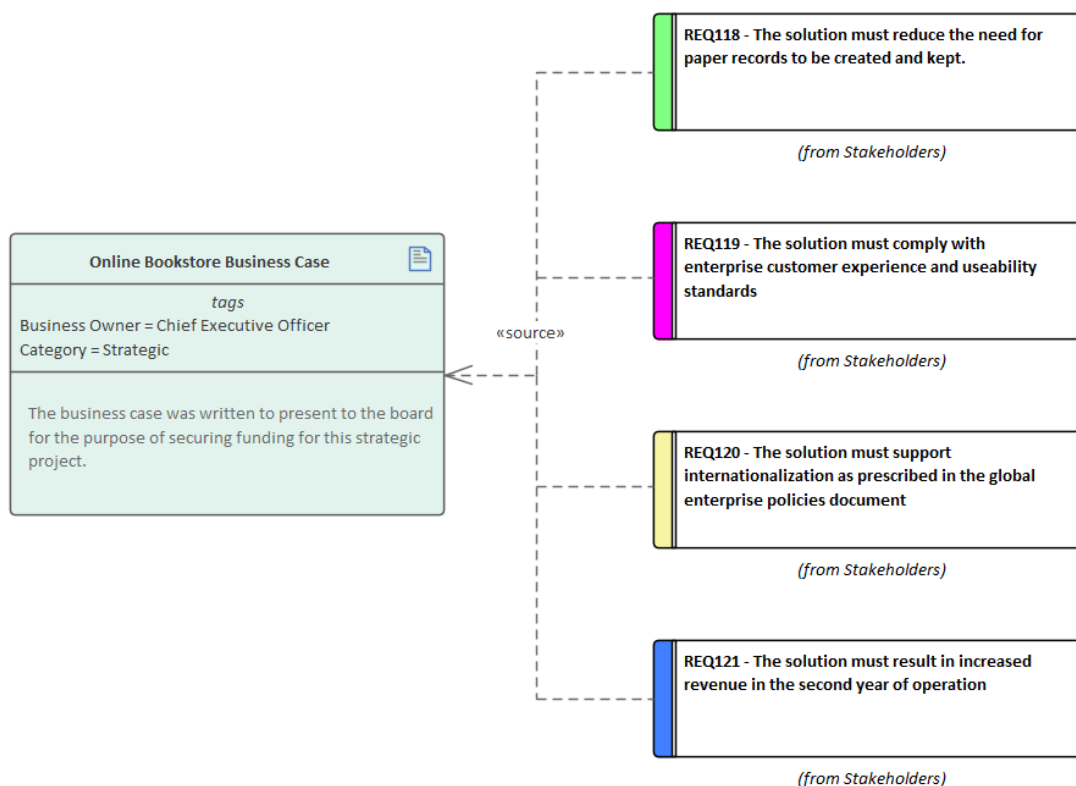 REQ118 - The solution must reduce the need for
paper records to be created and kept.
(from Stakeholders)
REQ119 - The solution must comply with
enterprise customer experience and useability
standards
(from Stakeholders)
Online Bookstore Business Case
tags
Business Owner = Chief Executive Officer
Category = Strategic
The business case was written to present to the board
for the purpose of securing funding for this strategic
project.
«source»
REQ120 - The solution must support
internationalization as prescribed in the global
enterprise policies document
(from Stakeholders)
REQ121 - The solution must result in increased
revenue in the second year of operation
(from Stakeholders)